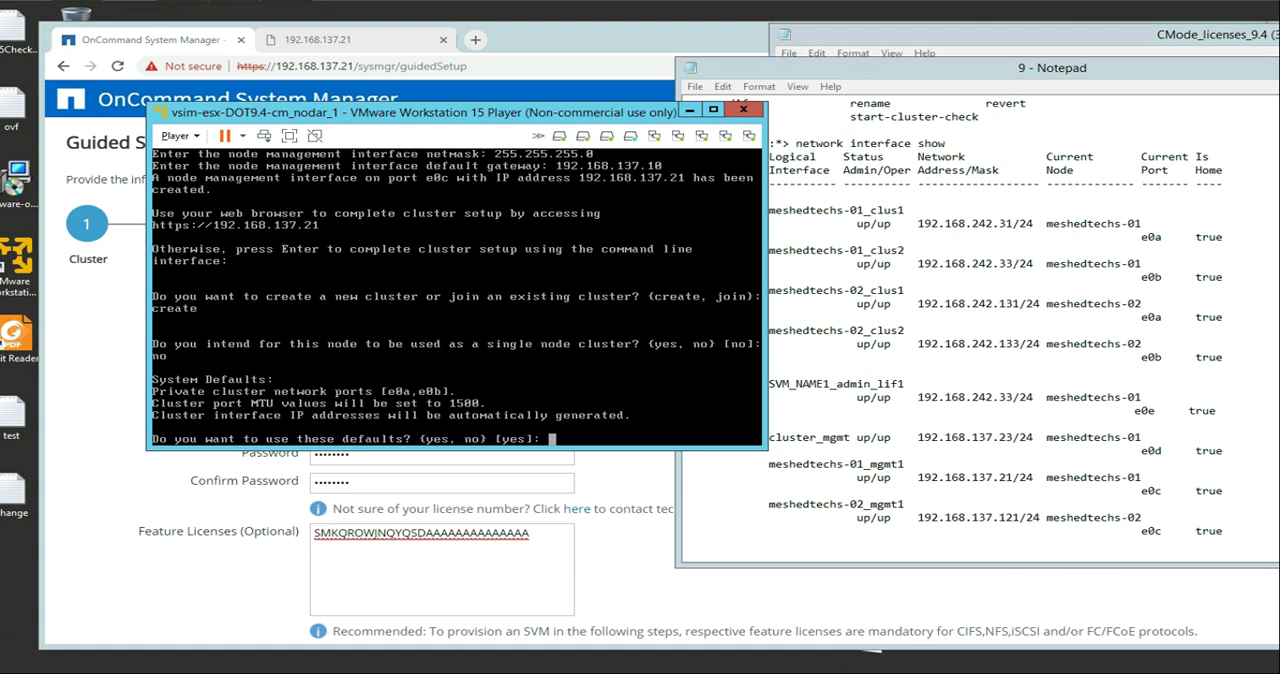 5Check...
ovf
ware-o...
VMware
orkstati...
it Reader
test
hange
OnCommand System Manager -
192.168.137.21
Not secure
https://192.168.137.21/sysmgr/guidedSetup
OnCommand System Manager
Guided S
Provide the inf
1
Cluster
vsim-esx-DOT9.4-cm_nodar_1 - VMware Workstation 15 Player (Non-commercial use only)
Player
Enter the node management interface netmask: 255.255.255.0
Enter the node management interface default gateway: 192.168.137.10
A node management interface on port e0c with IP address 192.168.137.21 has been
created.
Use your web browser to complete cluster setup by accessing
https://192.168.137.21
Otherwise, press Enter to complete cluster setup using the command line
interface:
Do you want to create a new cluster or join an existing cluster? {create, join}:
create
Do you intend for this node to be used as a single node cluster? {yes, no} [no]:
no
System Defaults:
Private cluster network ports [e0a,e0b].
Cluster port MTU values will be set to 1500.
Cluster interface IP addresses will be automatically generated.
Do you want to use these defaults? {yes, no} [yes]:
Password
Confirm Password
Not sure of your license number? Click here to contact tec
Feature Licenses (Optional)
SMKQROWJNQYQSDAAAAAAAAAAAAAA
Recommended: To provision an SVM in the following steps, respective feature licenses are mandatory for CIFS,NFS,iSCSI and/or FC/FCoE protocols.
CMode_licenses_9.4 (3
File Edit Format View Help
9 - Notepad
File Edit Format View Help
rename revert
start-cluster-check
:*> network interface show
Logical Status Network Current Current Is
Interface Admin/Oper Address/Mask Node Port Home
meshedtechs-01_clus1
up/up 192.168.242.31/24 meshedtechs-01
e0a true
meshedtechs-01_clus2
up/up 192.168.242.33/24 meshedtechs-01
e0b true
meshedtechs-02_clus1
up/up 192.168.242.131/24 meshedtechs-02
e0a true
meshedtechs-02_clus2
up/up 192.168.242.133/24 meshedtechs-02
e0b true
SVM_NAME1_admin_lif1
up/up 192.168.242.33/24 meshedtechs-02
e0e true
cluster_mgmt up/up 192.168.137.23/24 meshedtechs-01
e0d true
meshedtechs-01_mgmt1
up/up 192.168.137.21/24 meshedtechs-01
e0c true
meshedtechs-02_mgmt1
up/up 192.168.137.121/24 meshedtechs-02
e0c true